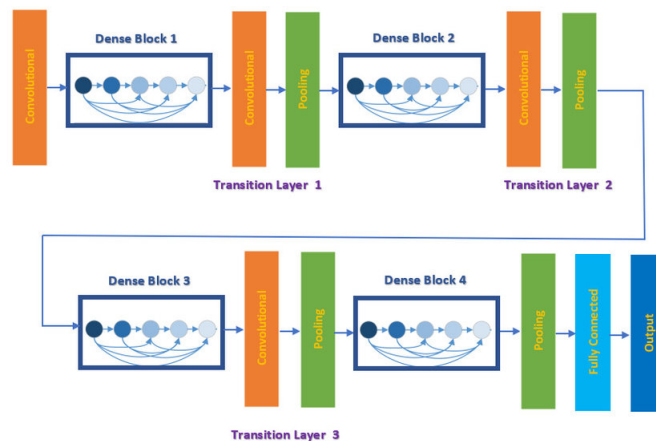 Convolutional
Dense Block 1
Convolutional
Pooling
Transition Layer 1
Dense Block 2
Convolutional
Pooling
Transition Layer 2
Dense Block 3
Convolutional
Pooling
Transition Layer 3
Dense Block 4
Pooling
Fully Connected
Output